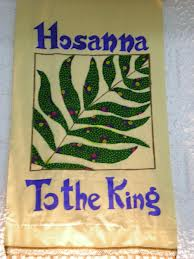 Hosanna
To the King